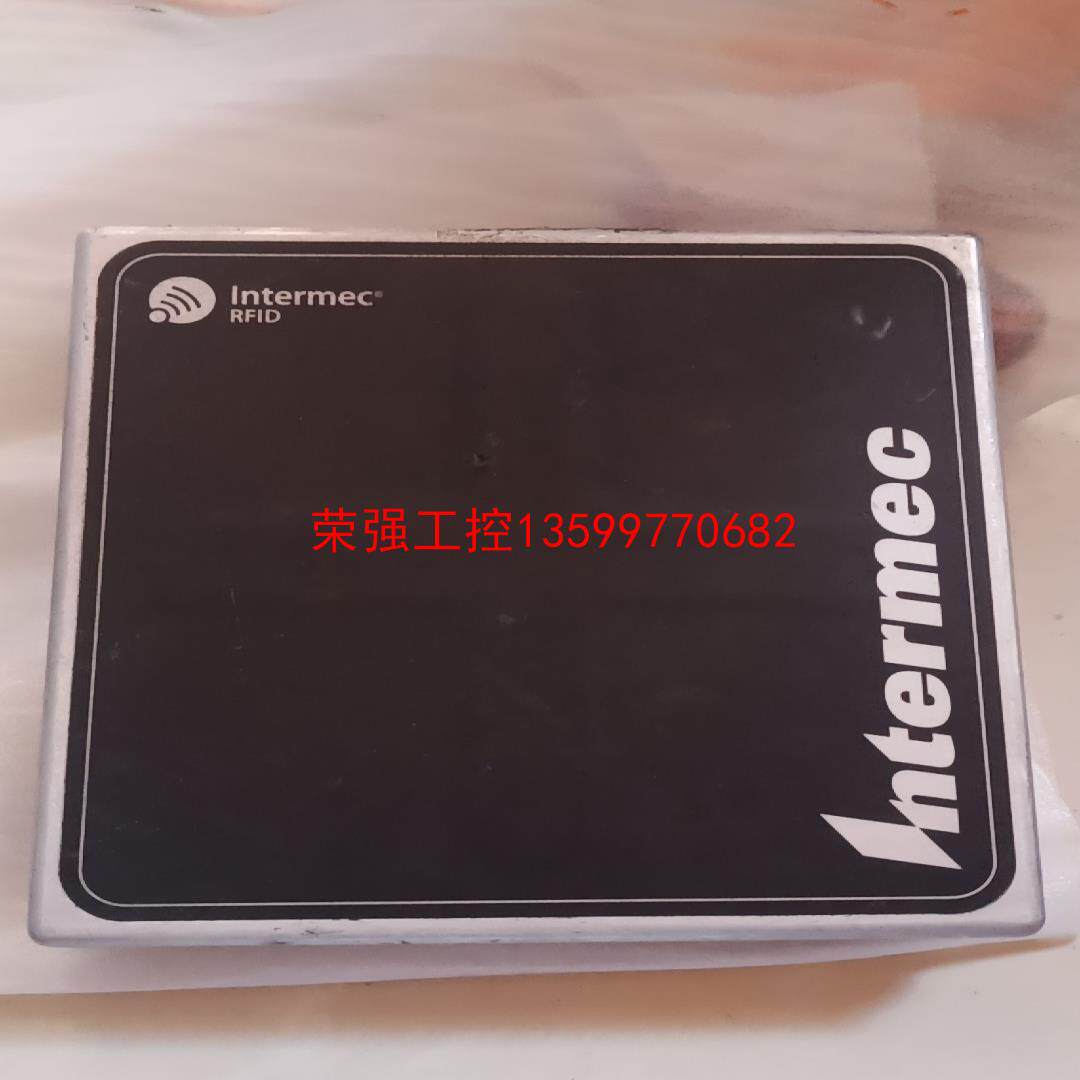 Intermec®
RFID
荣强工控13599770682
Intermec